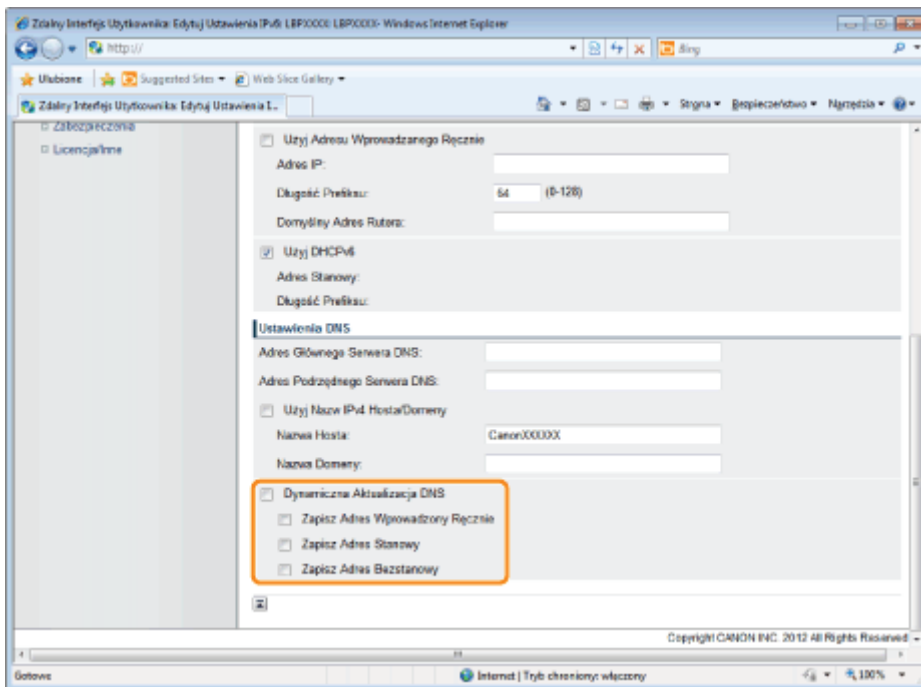 Zdalny Interfejs Użytkownika: Edytuj Ustawienia IPv6: LBPXXXX: LBPXXXX- Windows Internet Explorer
http://
Bing
Ulubione Suggested Sites Web Slice Gallery
Zdalny Interfejs Użytkownika: Edytuj Ustawienia I... Strona Bezpieczeństwo Narzędzia
Zabezpieczenia
Licencja/Inne
Użyj Adresu Wprowadzanego Ręcznie
Adres IP:
Długość Prefiksu: 64 (0-128)
Domyślny Adres Rutera:
Użyj DHCPv6
Adres Stanowy:
Długość Prefiksu:
Ustawienia DNS
Adres Głównego Serwera DNS:
Adres Podrzędnego Serwera DNS:
Użyj Nazw IPv4 Hosta/Domeny
Nazwa Hosta: CanonXXXXXX
Nazwa Domeny:
Dynamiczna Aktualizacja DNS
Zapisz Adres Wprowadzony Ręcznie
Zapisz Adres Stanowy
Zapisz Adres Bezstanowy
Copyright CANON INC. 2012 All Rights Reserved
Gotowe Internet | Tryb chroniony: włączony 100%